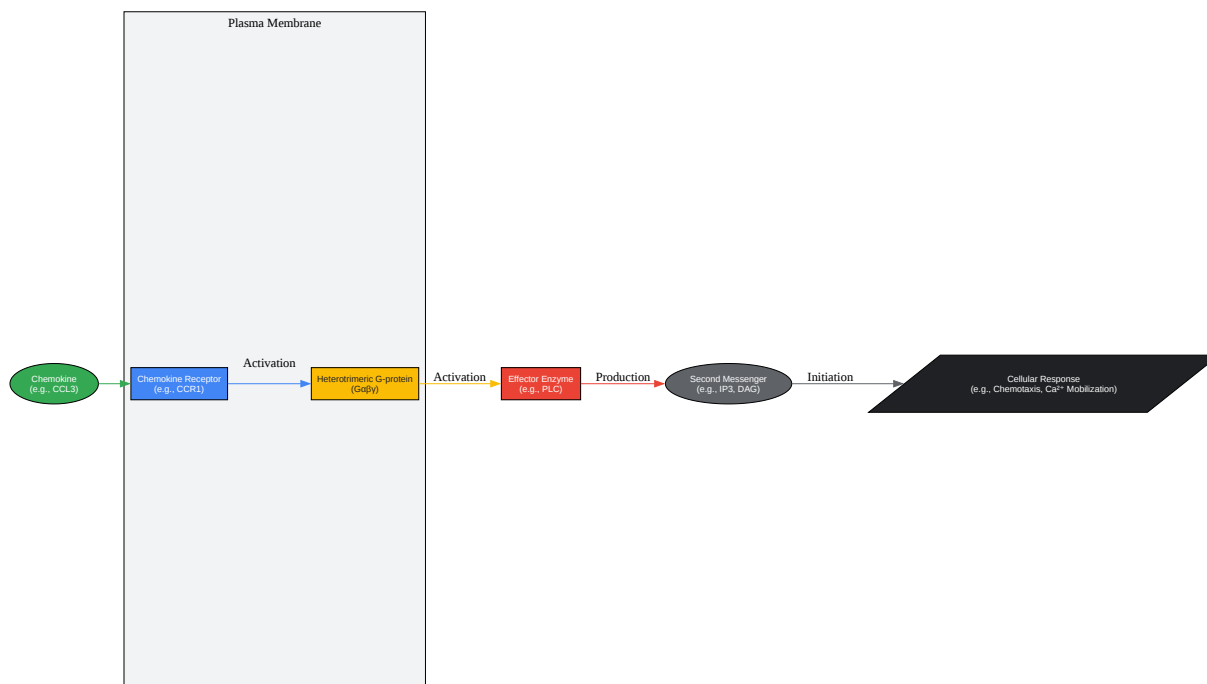 Plasma Membrane
Chemokine
(e.g., CCL3)
Chemokine Receptor
(e.g., CCR1)
Activation
Heterotrimeric G-protein
(Gαβγ)
Activation
Effector Enzyme
(e.g., PLC)
Production
Second Messenger
(e.g., IP3, DAG)
Initiation
Cellular Response
(e.g., Chemotaxis, Ca²⁺ Mobilization)